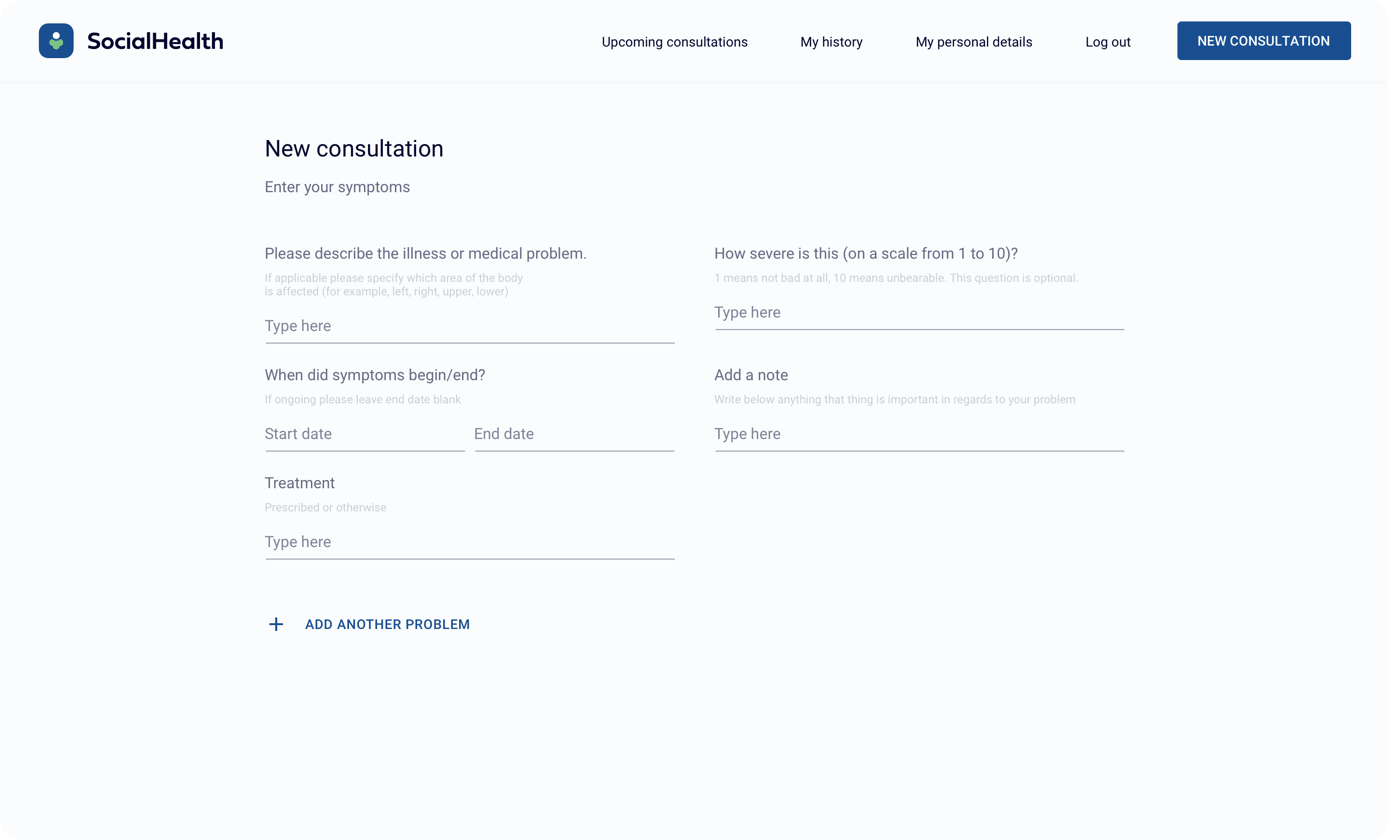 SocialHealth
Upcoming consultations
My history
My personal details
Log out
NEW CONSULTATION
New consultation
Enter your symptoms
Please describe the illness or medical problem.
If applicable please specify which area of the body
is affected (for example, left, right, upper, lower)
Type here
How severe is this (on a scale from 1 to 10)?
1 means not bad at all, 10 means unbearable. This question is optional.
Type here
When did symptoms begin/end?
If ongoing please leave end date blank
Start date
End date
Add a note
Write below anything that thing is important in regards to your problem
Type here
Treatment
Prescribed or otherwise
Type here
+ ADD ANOTHER PROBLEM